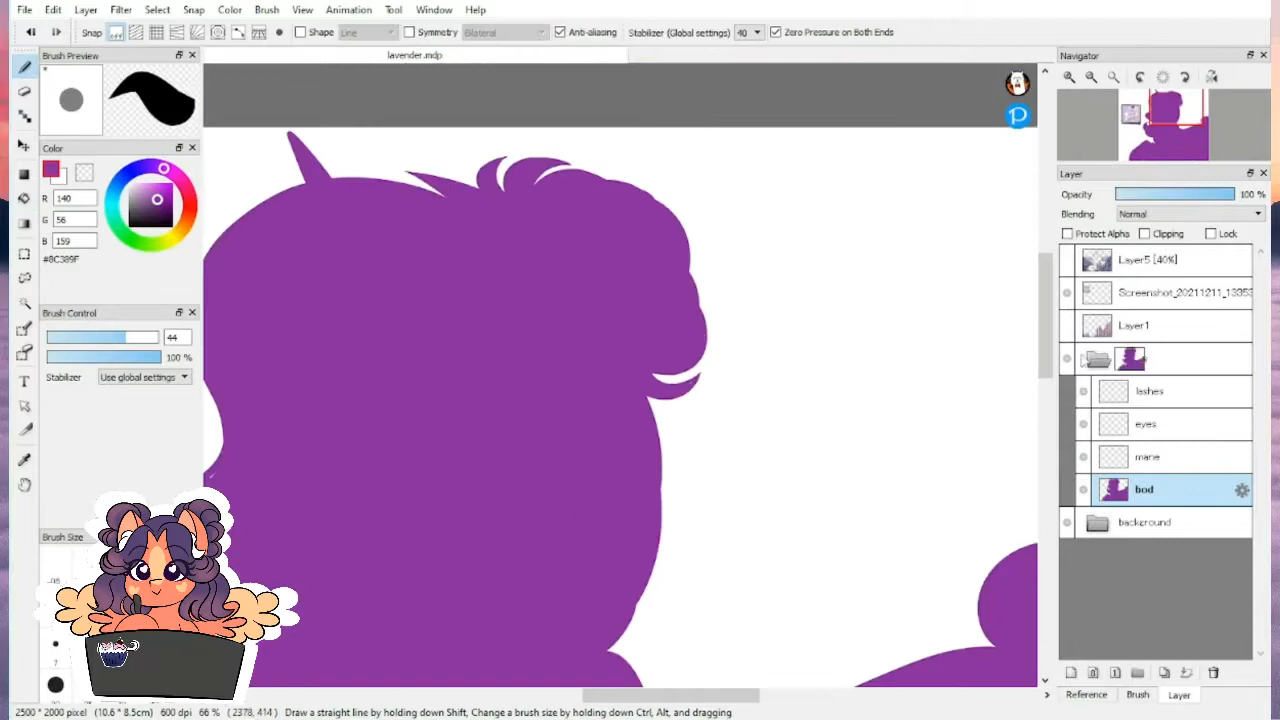 File Edit Layer Filter Select Snap Color Brush View Animation Tool Window Help
Snap Shape Line Symmetry Bilateral Anti-aliasing Stabilizer (Global settings) 40 Zero Pressure on Both Ends
Brush Preview
lavender.mdp
Navigator
Color
R 140
G 56
B 159
#8C389F
Layer
Opacity 100 %
Blending Normal
Protect Alpha Clipping Lock
Layer5 [40%]
Screenshot_20211211_13353
Layer1
lashes
eyes
mane
bod
background
Brush Control
44
100 %
Stabilizer Use global settings
Brush Size
7
Reference Brush Layer
2500 * 2000 pixel (10.6 * 8.5cm) 600 dpi 66 % ( 2378, 414 ) Draw a straight line by holding down Shift, Change a brush size by holding down Ctrl, Alt, and dragging